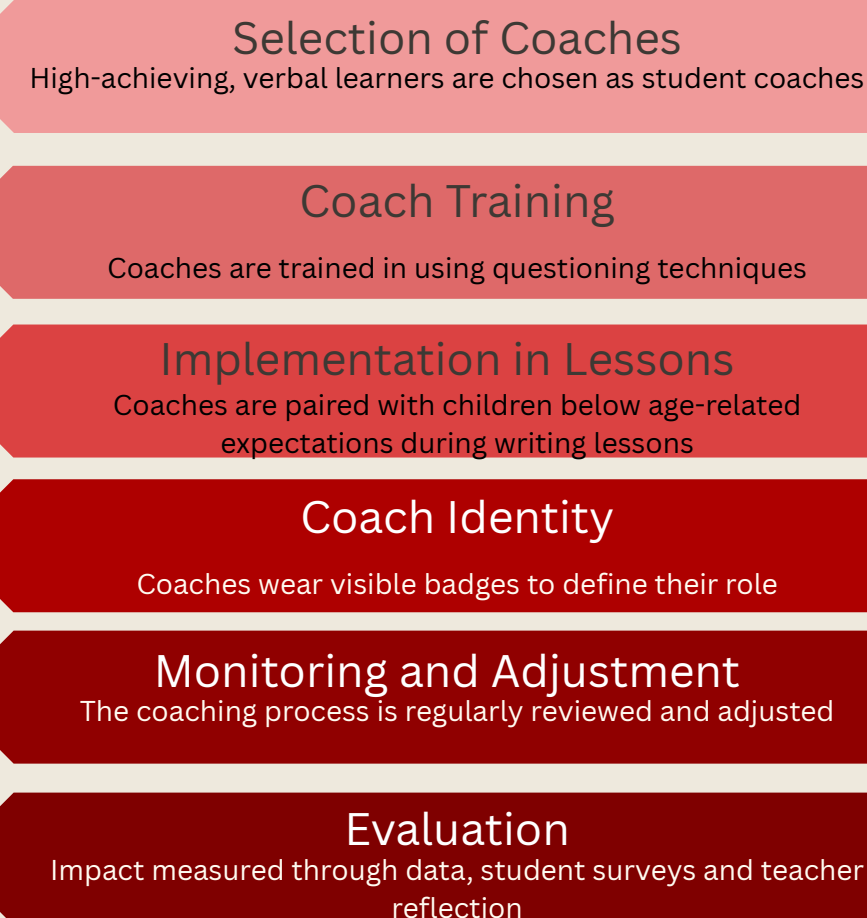 Selection of Coaches
High-achieving, verbal learners are chosen as student coaches
Coach Training
Coaches are trained in using questioning techniques
Implementation in Lessons
Coaches are paired with children below age-related
expectations during writing lessons
Coach Identity
Coaches wear visible badges to define their role
Monitoring and Adjustment
The coaching process is regularly reviewed and adjusted
Evaluation
Impact measured through data, student surveys and teacher
reflection